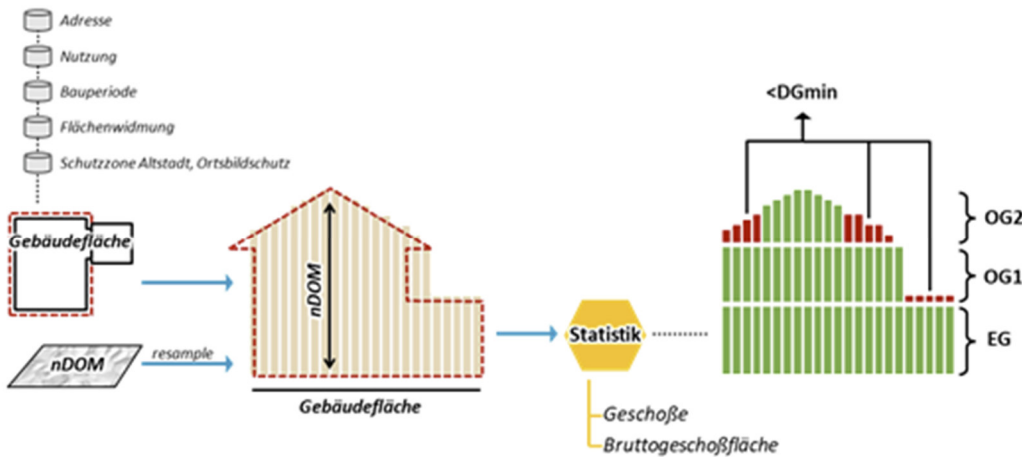 Adresse
Nutzung
Bauperiode
Flächenwidmung
Schutzzone Altstadt, Ortsbildschutz
Gebäudefläche
nDOM
resample
nDOM
Gebäudefläche
Statistik
Geschoße
Bruttogeschoßfläche
<DGmin
OG2
OG1
EG